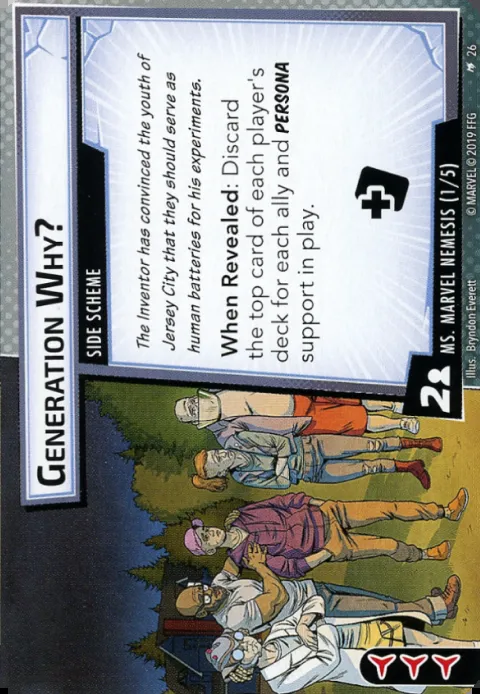 GENERATION WHY?
SIDE SCHEME
The Inventor has convinced the youth of
Jersey City that they should serve as
human batteries for his experiments.
When Revealed: Discard
the top card of each player's
deck for each ally and PERSONA
support in play.
2
MS. MARVEL NEMESIS (1/5)
Illus. Bryndon Everett
© MARVEL © 2019 FFG
26